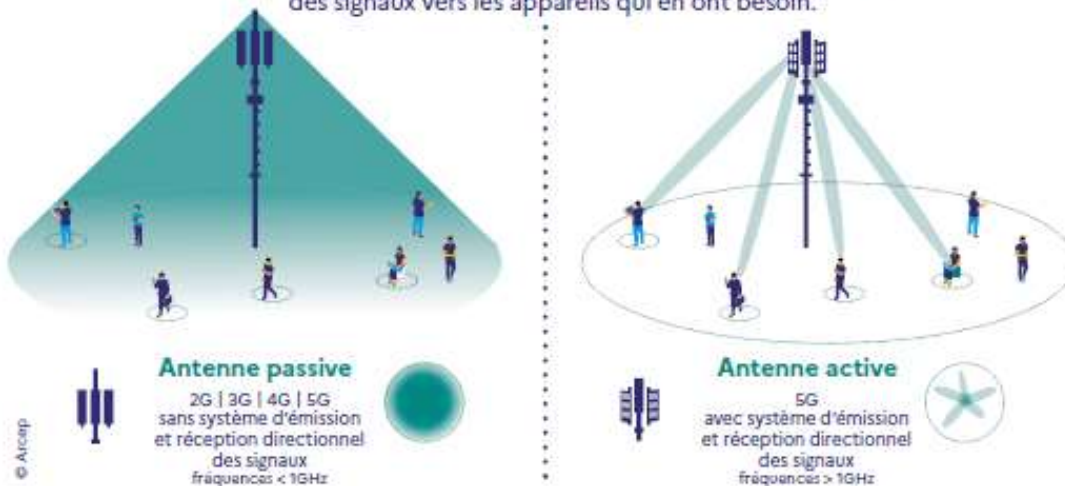 des signaux vers les appareils qui en ont besoin.
Antenne passive
2G | 3G | 4G | 5G
sans système d'émission
et réception directionnel
des signaux
fréquences < 1GHz
Antenne active
5G
avec système d'émission
et réception directionnel
des signaux
fréquences > 1GHz
© Arcep